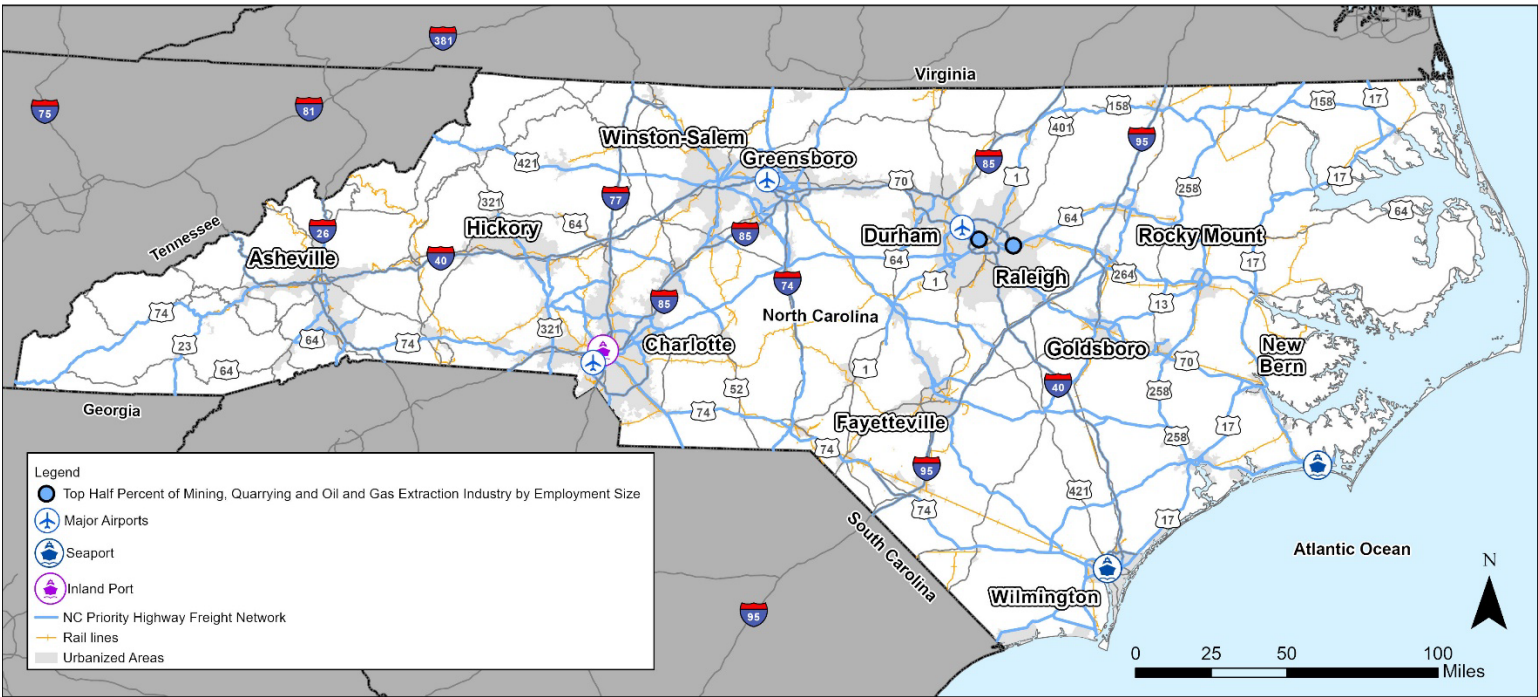 381
Virginia
75
81
158
158
17
401
95
Winston-Salem
Greensboro
421
85
70
1
258
17
77
321
64
Hickory
85
Durham
64
Rocky Mount
64
Tennessee
26
Asheville
40
64
Raleigh
264
17
74
1
13
85
North Carolina
74
321
Charlotte
Goldsboro
New
Bern
23
64
74
64
1
70
40
258
52
Georgia
74
Fayetteville
17
74
258
95
421
74
17
South Carolina
Atlantic Ocean
Wilmington
95
N
Legend
Top Half Percent of Mining, Quarrying and Oil and Gas Extraction Industry by Employment Size
Major Airports
Seaport
Inland Port
NC Priority Highway Freight Network
Rail lines
Urbanized Areas
0 25 50 100
Miles